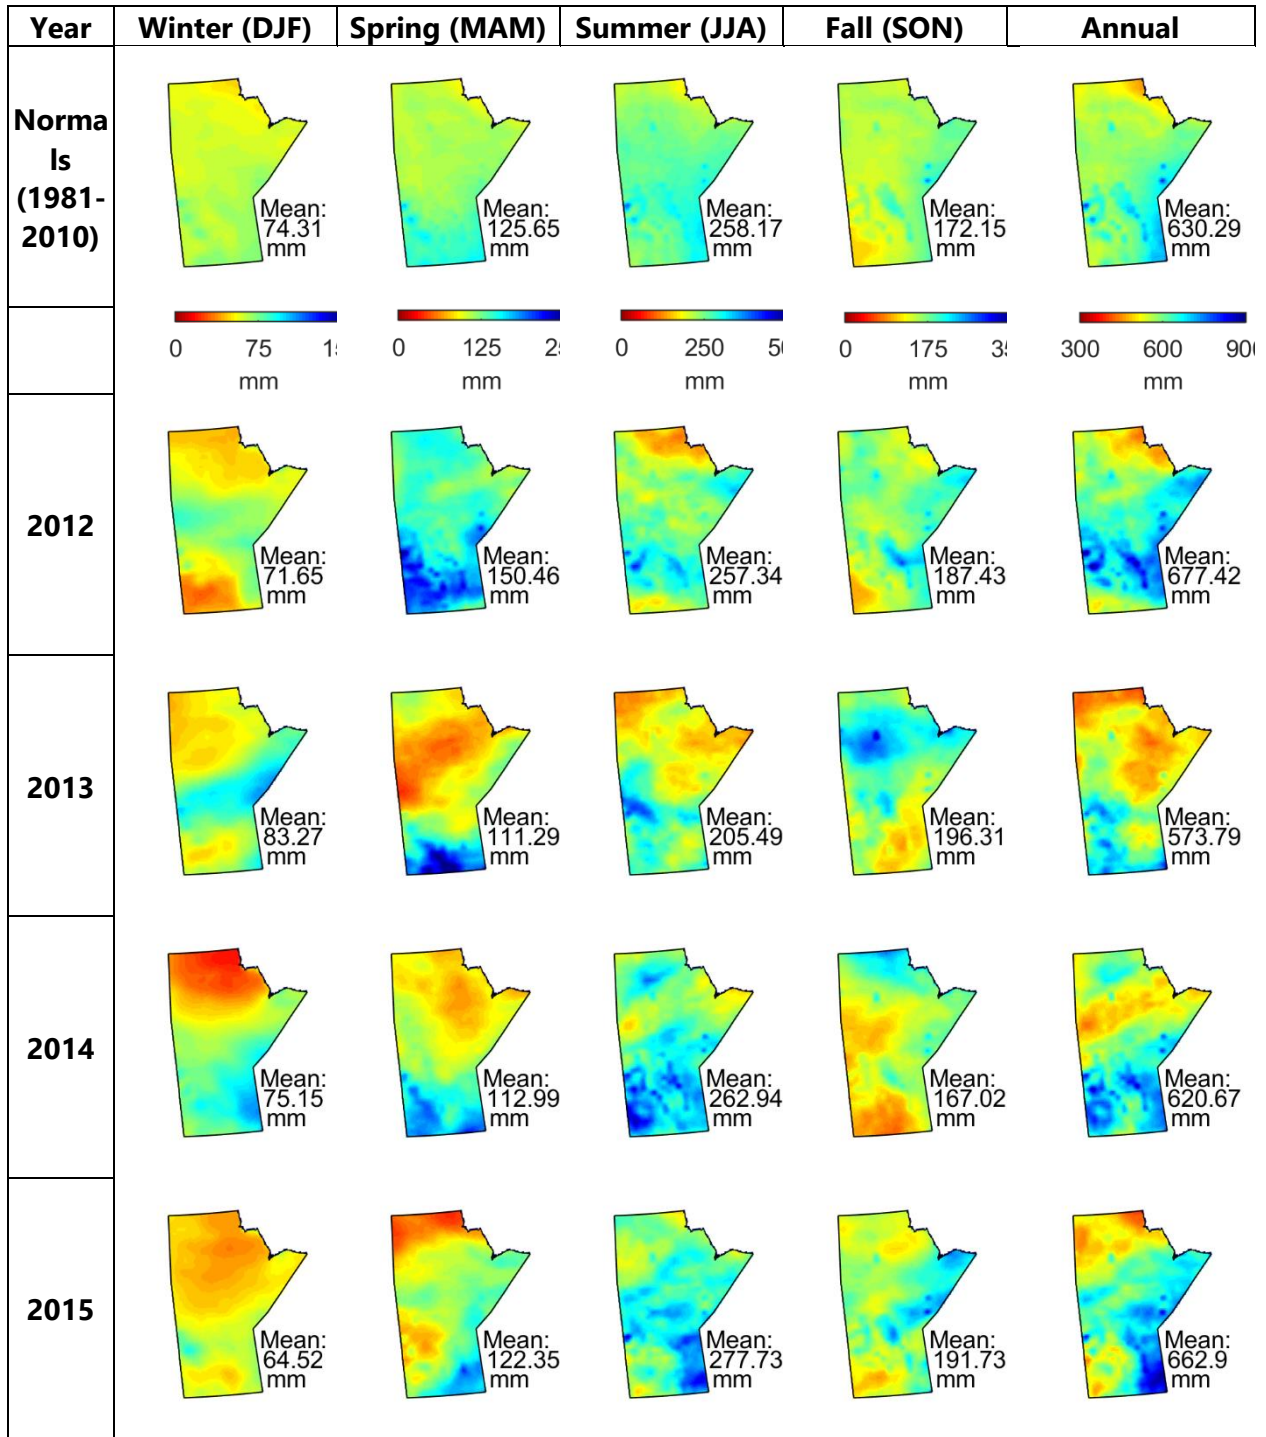 Year Winter (DJF) Spring (MAM) Summer (JJA) Fall (SON) Annual
Norma
ls
(1981-
2010)
Mean: Mean: Mean: Mean: Mean:
74.31 125.65 258.17 172.15 630.29
mm mm mm mm mm
0 75 0 125 0 250 0 175 300 600
mm mm mm mm mm
2012
Mean: Mean: Mean: Mean: Mean:
71.65 150.46 257.34 187.43 677.42
mm mm mm mm mm
2013
Mean: Mean: Mean: Mean: Mean:
83.27 111.29 205.49 196.31 573.79
mm mm mm mm mm
2014
Mean: Mean: Mean: Mean: Mean:
75.15 112.99 262.94 167.02 620.67
mm mm mm mm mm
2015
Mean: Mean: Mean: Mean: Mean:
64.52 122.35 277.73 191.73 662.9
mm mm mm mm mm